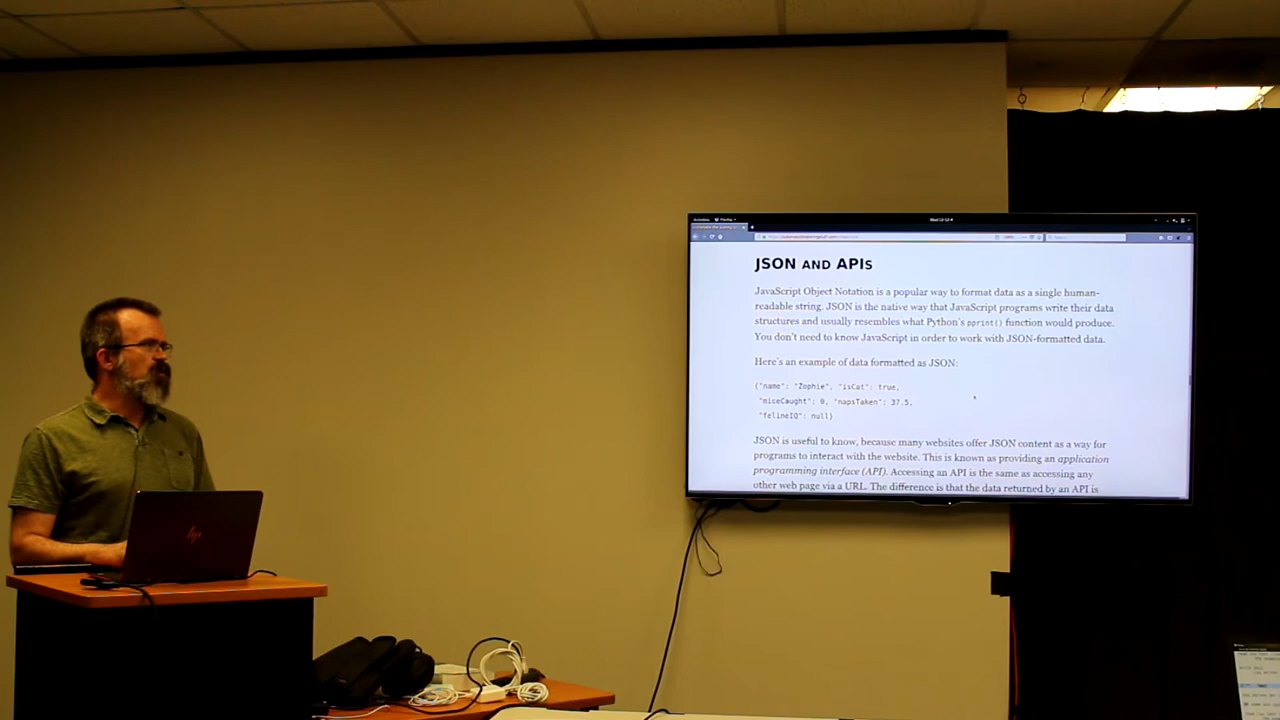 JSON AND APIS
JavaScript Object Notation is a popular way to format data as a single human-
readable string. JSON is the native way that JavaScript programs write their data
structures and usually resembles what Python's pprint() function would produce.
You don't need to know JavaScript in order to work with JSON-formatted data.
Here's an example of data formatted as JSON:
{"name": "Zophie", "isCat": true,
"miceCaught": 0, "napsTaken": 37.5,
"felineIQ": null}
JSON is useful to know, because many websites offer JSON content as a way for
programs to interact with the website. This is known as providing an application
programming interface (API). Accessing an API is the same as accessing any
other web page via a URL. The difference is that the data returned by an API is
hp